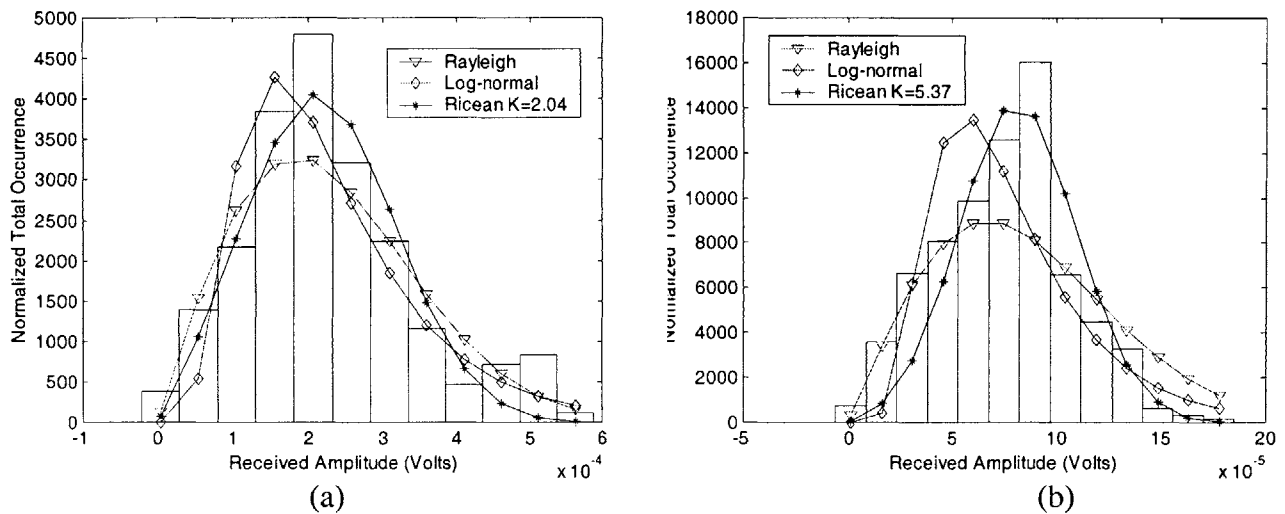 5000
4500
4000
3500
3000
2500
2000
1500
1000
500
0
Normalized Total Occurrence
Rayleigh
Log-normal
Ricean K=2.04
-1
0
1
2
3
4
5
6
Received Amplitude (Volts)
x 10⁻⁴
(a)
18000
16000
14000
12000
10000
8000
6000
4000
2000
0
Normalized Total Occurrence
Rayleigh
Log-normal
Ricean K=5.37
-5
0
5
10
15
20
Received Amplitude (Volts)
x 10⁻⁵
(b)